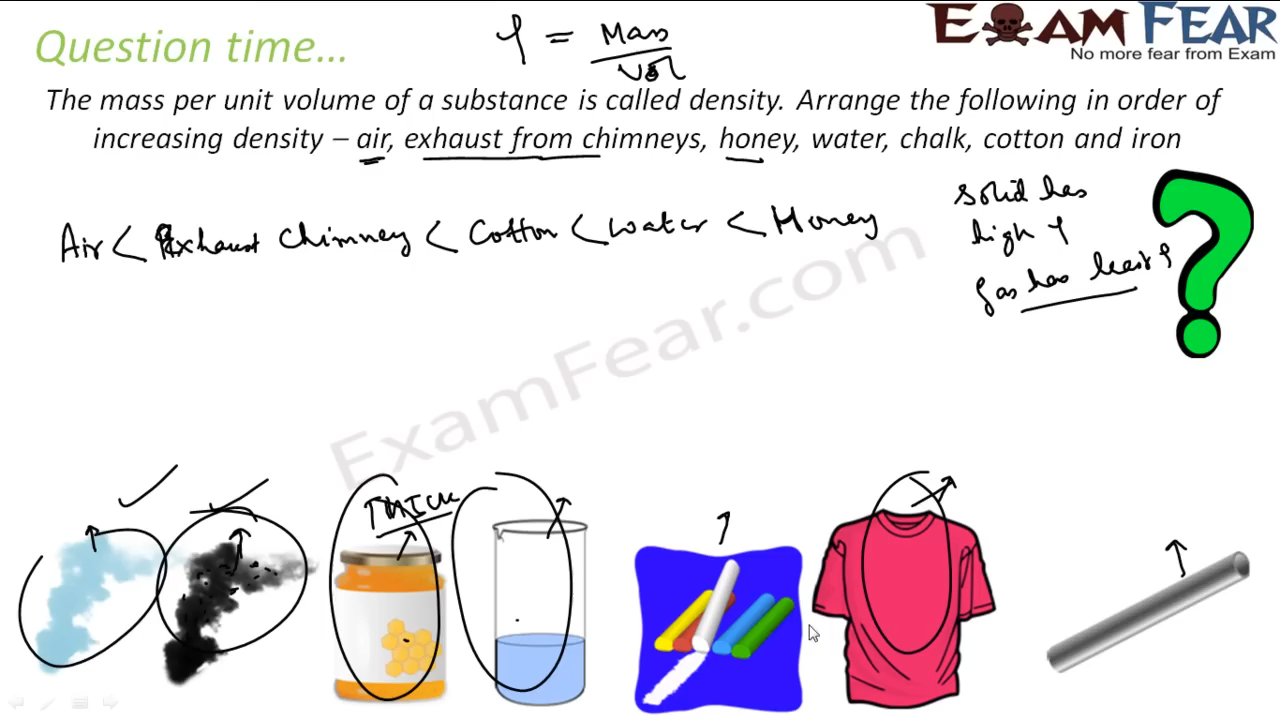 Question time...
ρ = Mass / Vol
EXAM FEAR
No more fear from Exam
The mass per unit volume of a substance is called density. Arrange the following in order of
increasing density – air, exhaust from chimneys, honey, water, chalk, cotton and iron
Air < Exhaust Chimney < Cotton < Water < Honey
Solid has
high ρ
gas has least ρ
ExamFear.com
THICK